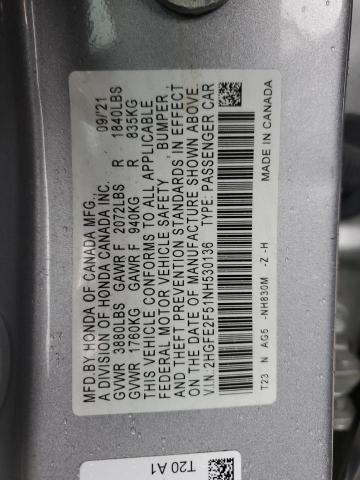 MFD.BY HONDA OF CANADA MFG., 09/21
A DIVISION OF HONDA CANADA INC.
GVWR 3880LBS GAWR F 2072LBS R 1840LBS
GVWR 1760KG GAWR F 940KG R 835KG
THIS VEHICLE CONFORMS TO ALL APPLICABLE
FEDERAL MOTOR VEHICLE SAFETY, BUMPER,
AND THEFT PREVENTION STANDARDS IN EFFECT
ON THE DATE OF MANUFACTURE SHOWN ABOVE.
V.I.N.:2HGFE2F51NH530136 TYPE:PASSENGER CAR
T23 N AG5 -NH830M -Z -H MADE IN CANADA
T20 A1